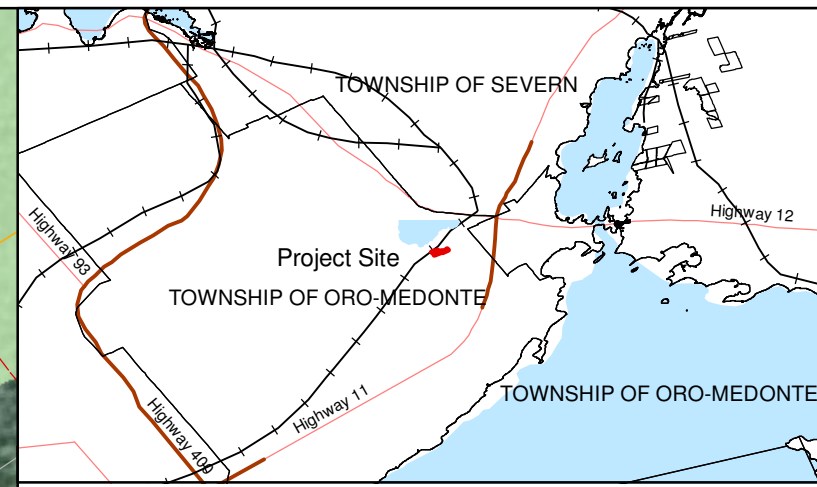 TOWNSHIP OF SEVERN
Highway 12
Highway 93
Project Site
TOWNSHIP OF ORO-MEDONTE
Highway 11
TOWNSHIP OF ORO-MEDONTE
Highway 400